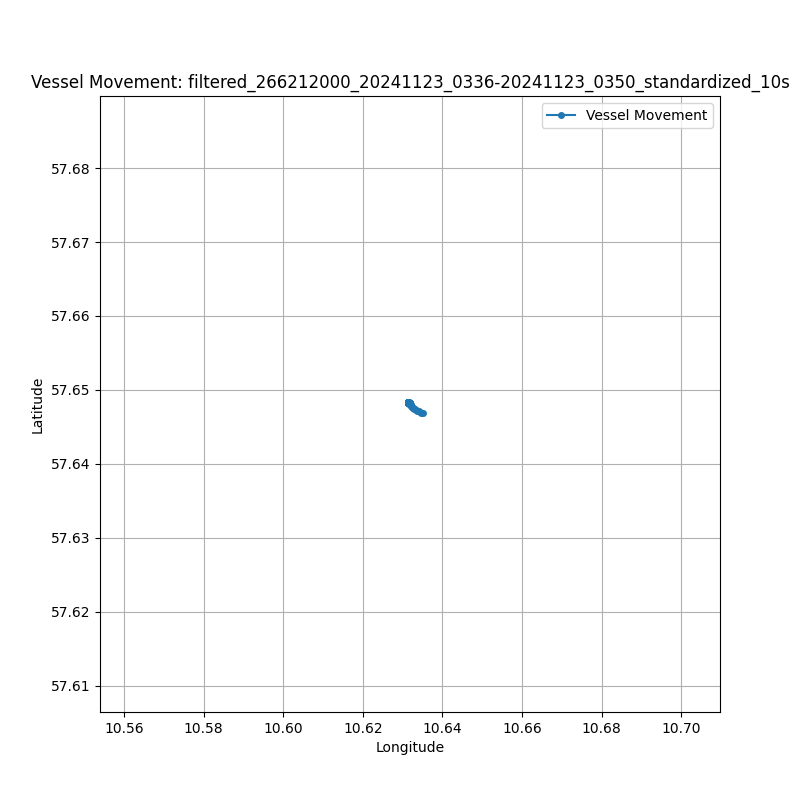 Vessel Movement: filtered_266212000_20241123_0336-20241123_0350_standardized_10s
Vessel Movement
57.68
57.67
57.66
57.65
57.64
57.63
57.62
57.61
Latitude
10.56 10.58 10.60 10.62 10.64 10.66 10.68 10.70
Longitude